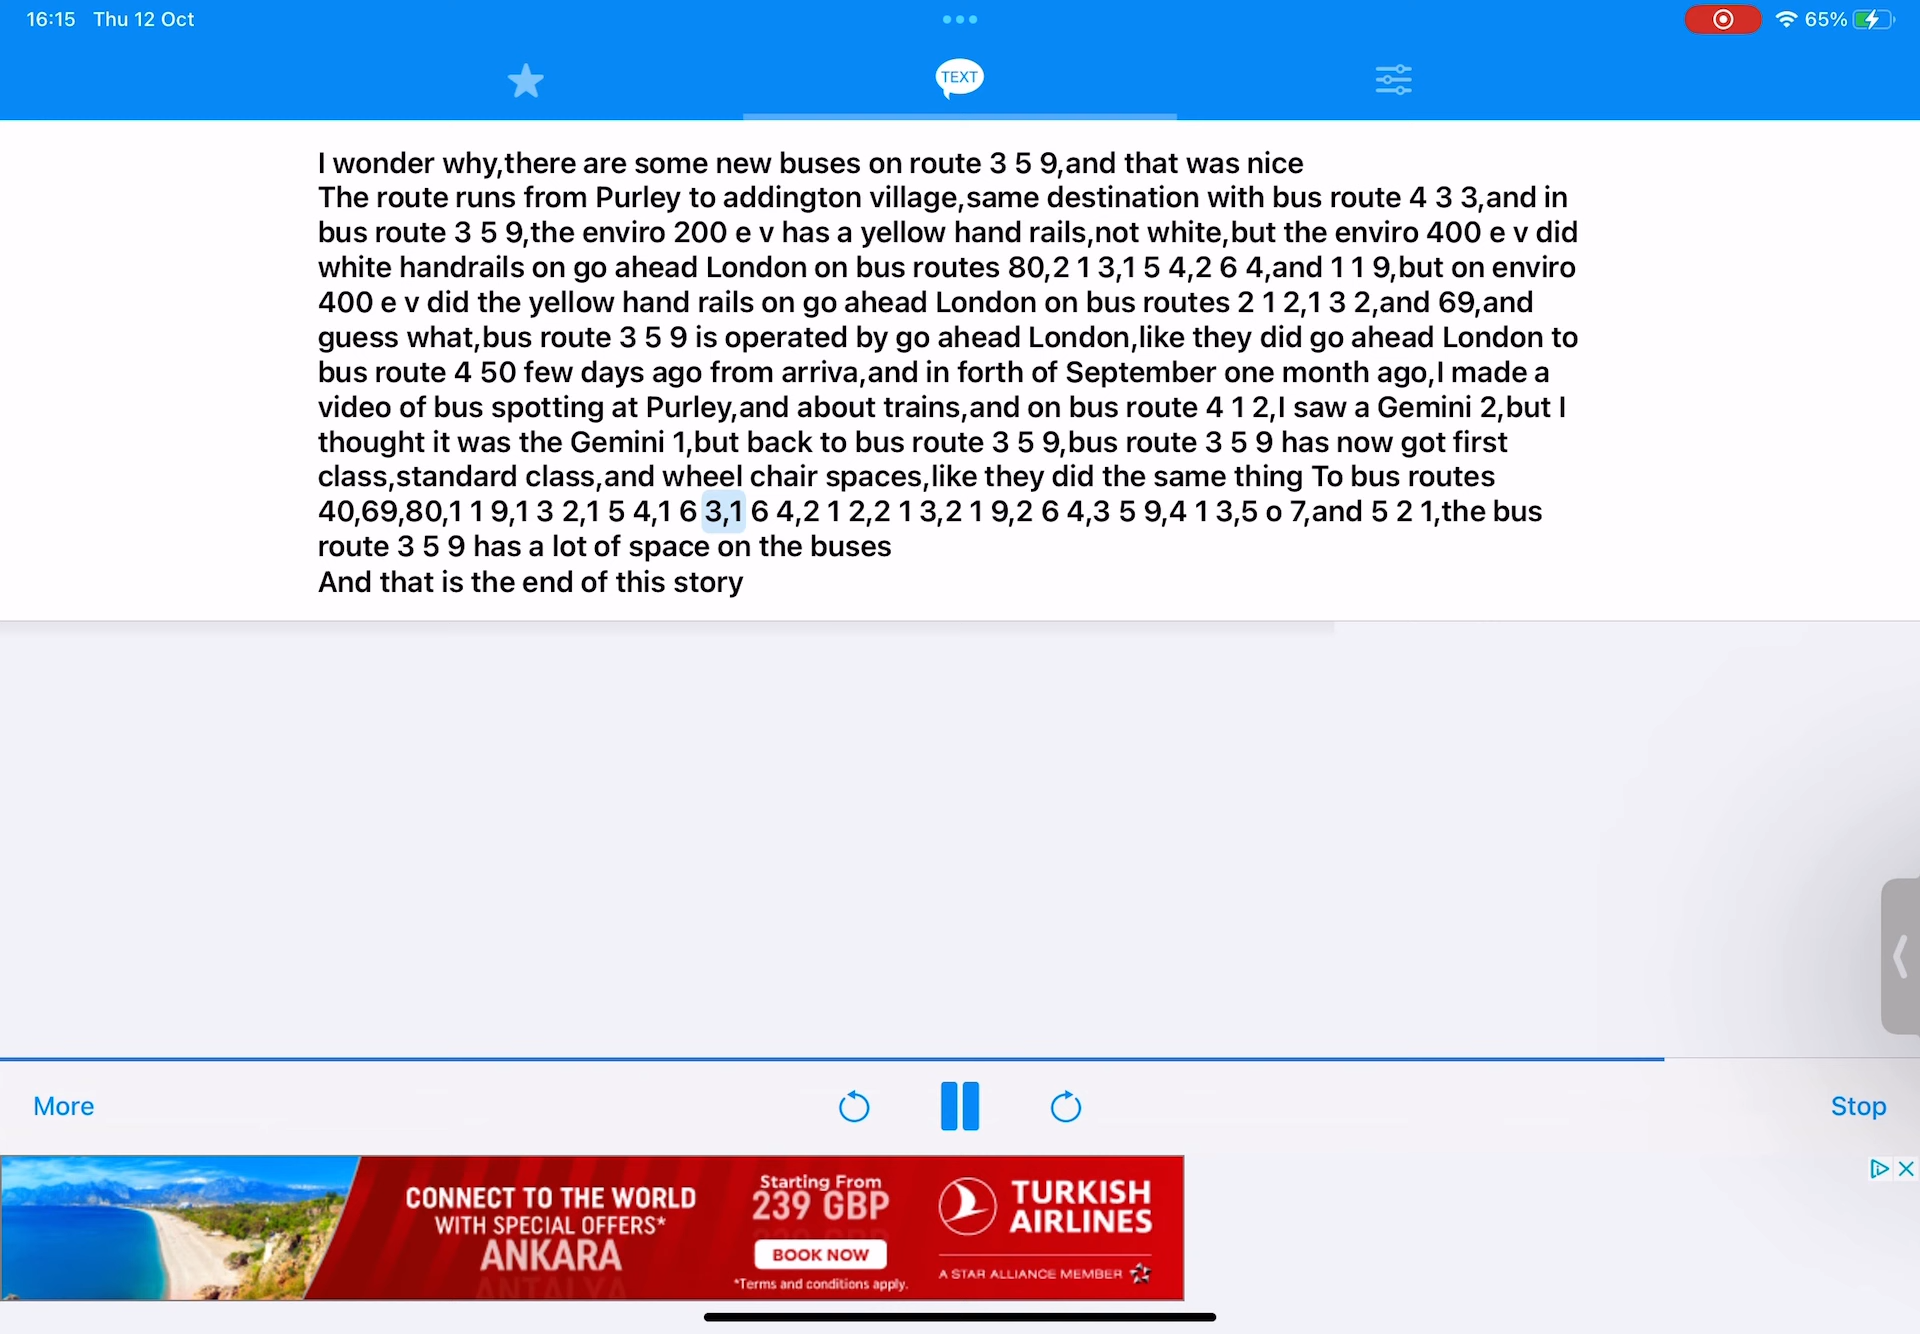 16:15 Thu 12 Oct
65%
TEXT
I wonder why,there are some new buses on route 3 5 9,and that was nice
The route runs from Purley to addington village,same destination with bus route 4 3 3,and in
bus route 3 5 9,the enviro 200 e v has a yellow hand rails,not white,but the enviro 400 e v did
white handrails on go ahead London on bus routes 80,2 1 3,1 5 4,2 6 4,and 1 1 9,but on enviro
400 e v did the yellow hand rails on go ahead London on bus routes 2 1 2,1 3 2,and 69,and
guess what,bus route 3 5 9 is operated by go ahead London,like they did go ahead London to
bus route 4 50 few days ago from arriva,and in forth of September one month ago,I made a
video of bus spotting at Purley,and about trains,and on bus route 4 1 2,I saw a Gemini 2,but I
thought it was the Gemini 1,but back to bus route 3 5 9,bus route 3 5 9 has now got first
class,standard class,and wheel chair spaces,like they did the same thing To bus routes
40,69,80,1 1 9,1 3 2,1 5 4,1 6 3,1 6 4,2 1 2,2 1 3,2 1 9,2 6 4,3 5 9,4 1 3,5 o 7,and 5 2 1,the bus
route 3 5 9 has a lot of space on the buses
And that is the end of this story
More
Stop
CONNECT TO THE WORLD
WITH SPECIAL OFFERS*
ANKARA
ANTALYA
Starting From
239 GBP
BOOK NOW
*Terms and conditions apply.
TURKISH
AIRLINES
A STAR ALLIANCE MEMBER